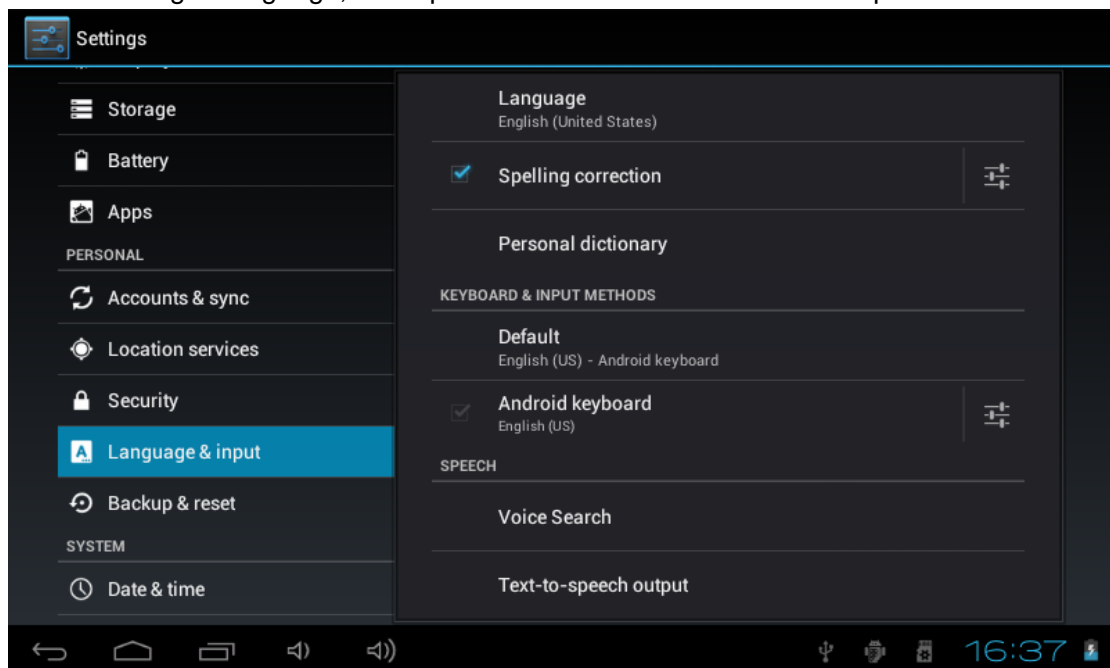 Settings
Storage
Battery
Apps
PERSONAL
Accounts & sync
Location services
Security
Language & input
Backup & reset
SYSTEM
Date & time
Language
English (United States)
Spelling correction
Personal dictionary
KEYBOARD & INPUT METHODS
Default
English (US) - Android keyboard
Android keyboard
English (US)
SPEECH
Voice Search
Text-to-speech output
16:37